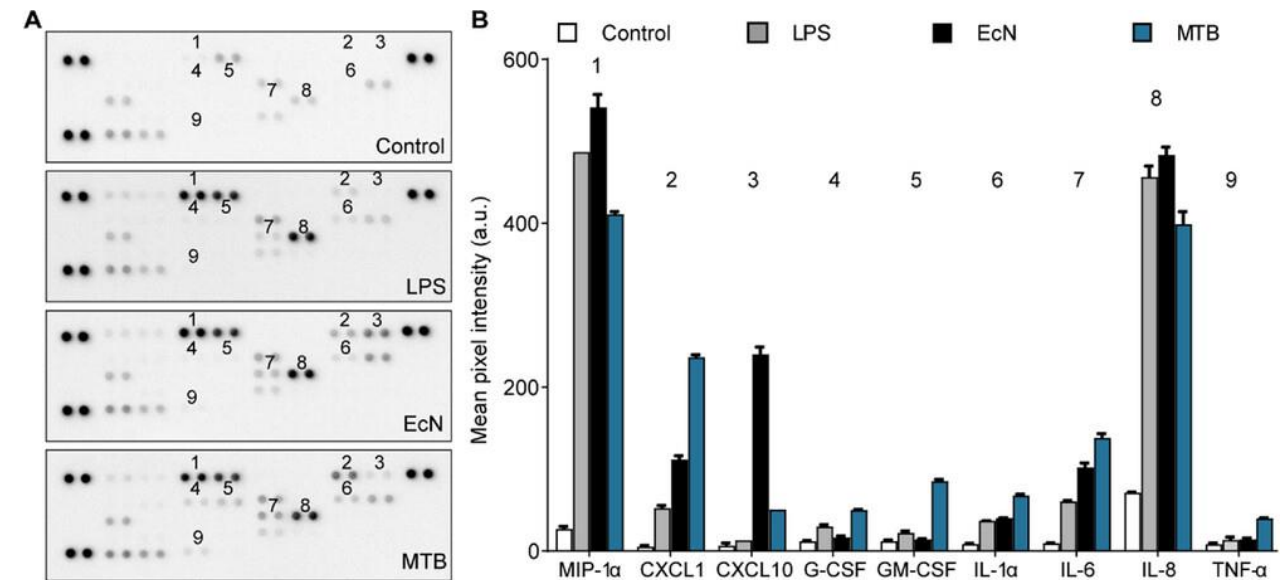 A
1 2 3
4 5 6
7 8
9
Control
1 2 3
4 5 6
7 8
9
LPS
1 2 3
4 5 6
7 8
9
EcN
1 2 3
4 5 6
7 8
9
MTB
B
Control LPS EcN MTB
Mean pixel intensity (a.u.)
600
400
200
0
1 2 3 4 5 6 7 8 9
MIP-1α CXCL1 CXCL10 G-CSF GM-CSF IL-1α IL-6 IL-8 TNF-α